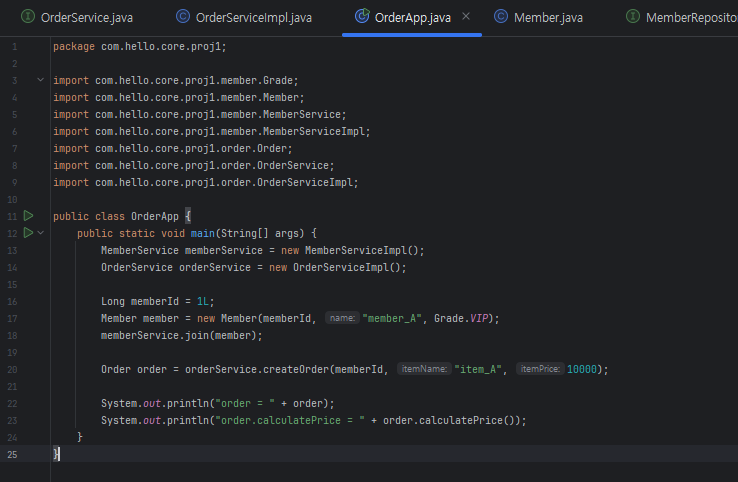 OrderService.java OrderServiceImpl.java OrderApp.java Member.java MemberReposito
1 package com.hello.core.proj1;
2
3 import com.hello.core.proj1.member.Grade;
4 import com.hello.core.proj1.member.Member;
5 import com.hello.core.proj1.member.MemberService;
6 import com.hello.core.proj1.member.MemberServiceImpl;
7 import com.hello.core.proj1.order.Order;
8 import com.hello.core.proj1.order.OrderService;
9 import com.hello.core.proj1.order.OrderServiceImpl;
10
11 public class OrderApp {
12 public static void main(String[] args) {
13 MemberService memberService = new MemberServiceImpl();
14 OrderService orderService = new OrderServiceImpl();
15
16 Long memberId = 1L;
17 Member member = new Member(memberId, name: "member_A", Grade.VIP);
18 memberService.join(member);
19
20 Order order = orderService.createOrder(memberId, itemName: "item_A", itemPrice: 10000);
21
22 System.out.println("order = " + order);
23 System.out.println("order.calculatePrice = " + order.calculatePrice());
24 }
25 }